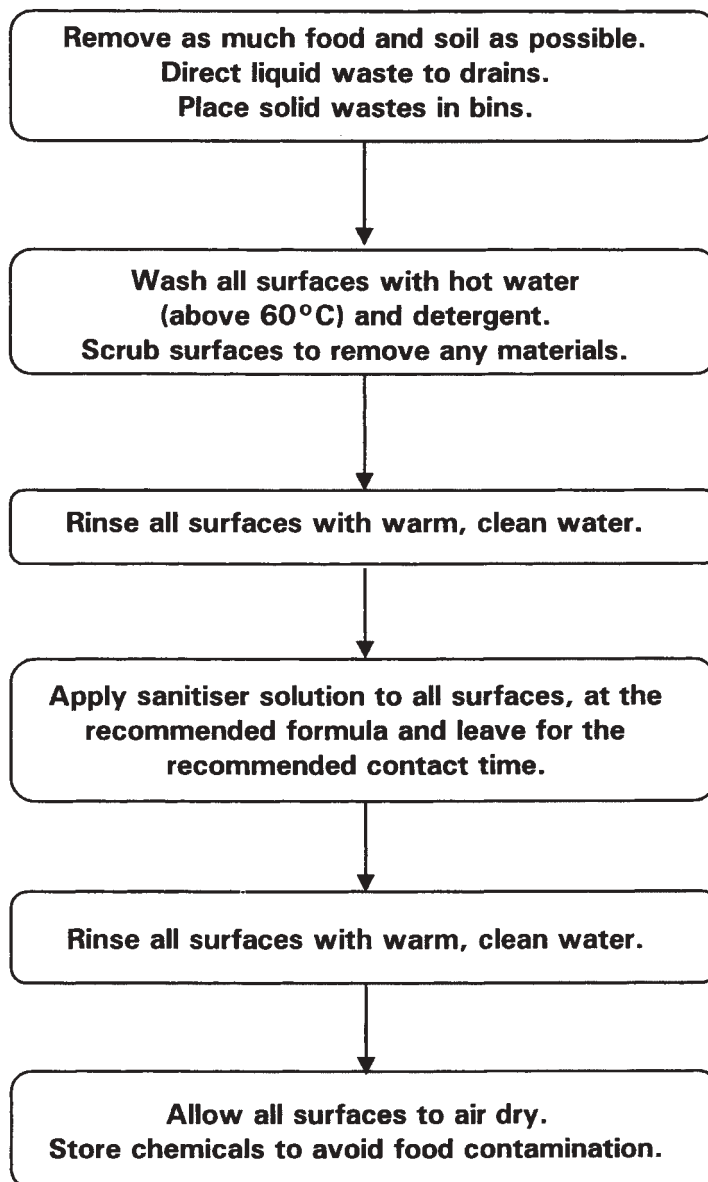 Remove as much food and soil as possible.
Direct liquid waste to drains.
Place solid wastes in bins.
Wash all surfaces with hot water
(above 60°C) and detergent.
Scrub surfaces to remove any materials.
Rinse all surfaces with warm, clean water.
Apply sanitiser solution to all surfaces, at the
recommended formula and leave for the
recommended contact time.
Rinse all surfaces with warm, clean water.
Allow all surfaces to air dry.
Store chemicals to avoid food contamination.